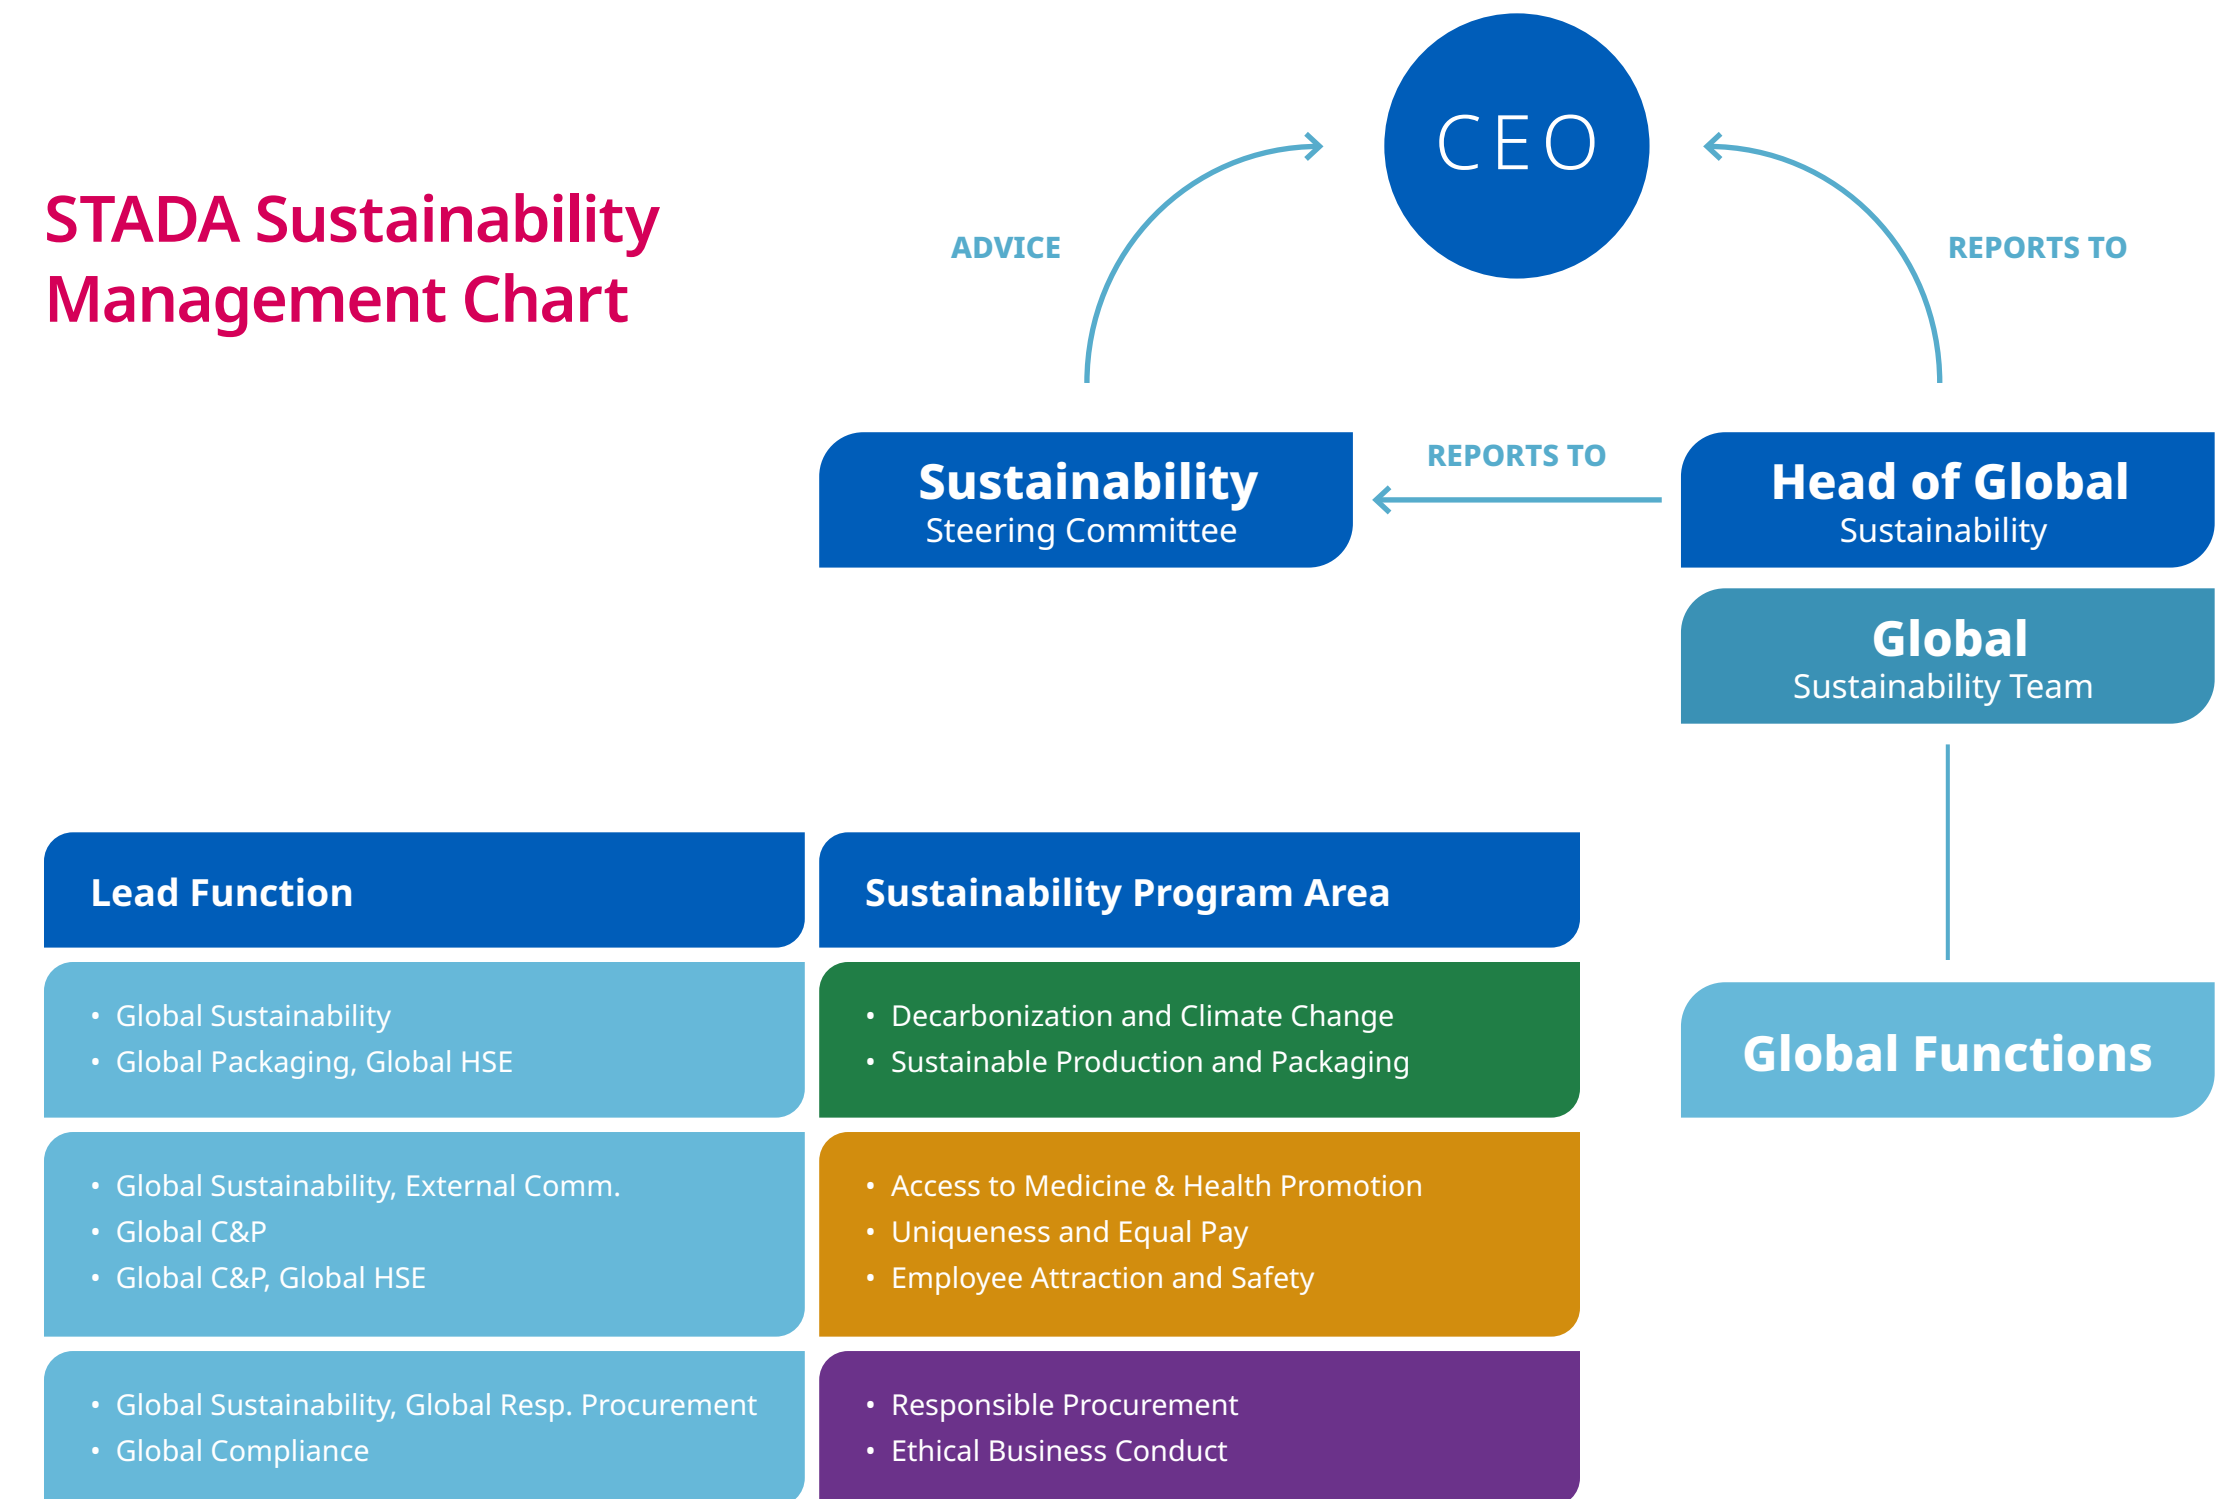 CEO
STADA Sustainability
Management Chart
ADVICE
REPORTS TO
Sustainability
Steering Committee
REPORTS TO
Head of Global
Sustainability
Global
Sustainability Team
Lead Function
Sustainability Program Area
• Global Sustainability
• Global Packaging, Global HSE
• Decarbonization and Climate Change
• Sustainable Production and Packaging
Global Functions
• Global Sustainability, External Comm.
• Global C&P
• Global C&P, Global HSE
• Access to Medicine & Health Promotion
• Uniqueness and Equal Pay
• Employee Attraction and Safety
• Global Sustainability, Global Resp. Procurement
• Global Compliance
• Responsible Procurement
• Ethical Business Conduct